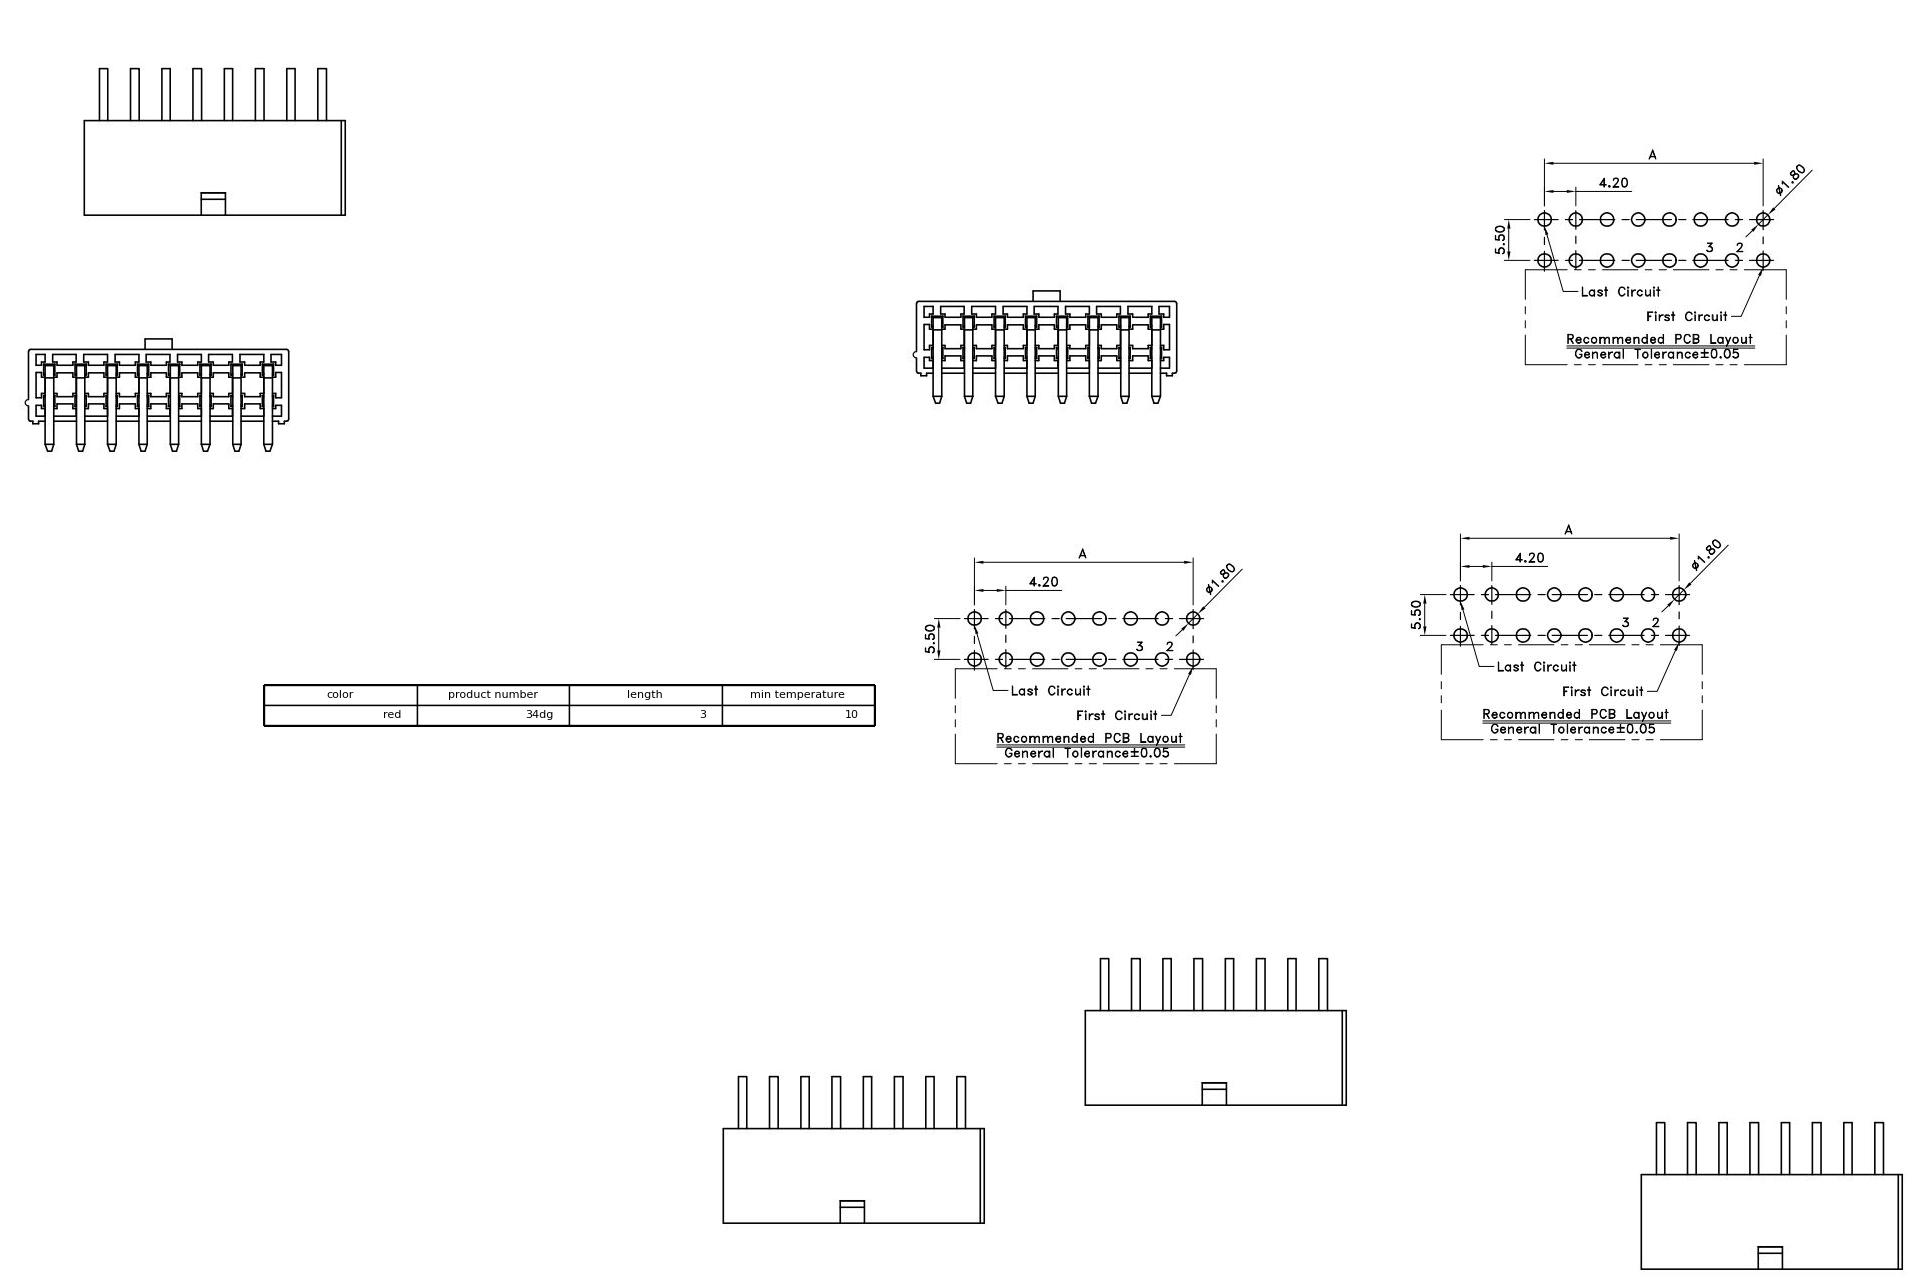 A
4.20
ø1.80
5.50
3 2
Last Circuit
First Circuit
Recommended PCB Layout
General Tolerance±0.05
A
4.20
ø1.80
5.50
3 2
Last Circuit
First Circuit
Recommended PCB Layout
General Tolerance±0.05
A
4.20
ø1.80
5.50
3 2
Last Circuit
First Circuit
Recommended PCB Layout
General Tolerance±0.05
color product number length min temperature
red 34dg 3 10